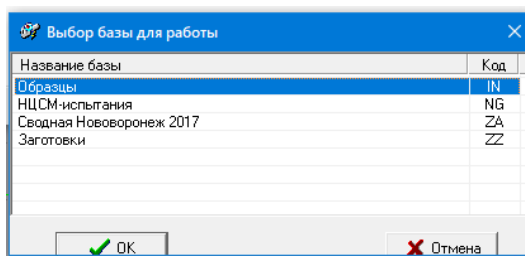 Выбор базы для работы
Название базы Код
Образцы IN
НЦСМ-испытания NG
Сводная Нововоронеж 2017 ZA
Заготовки ZZ
OK Отмена